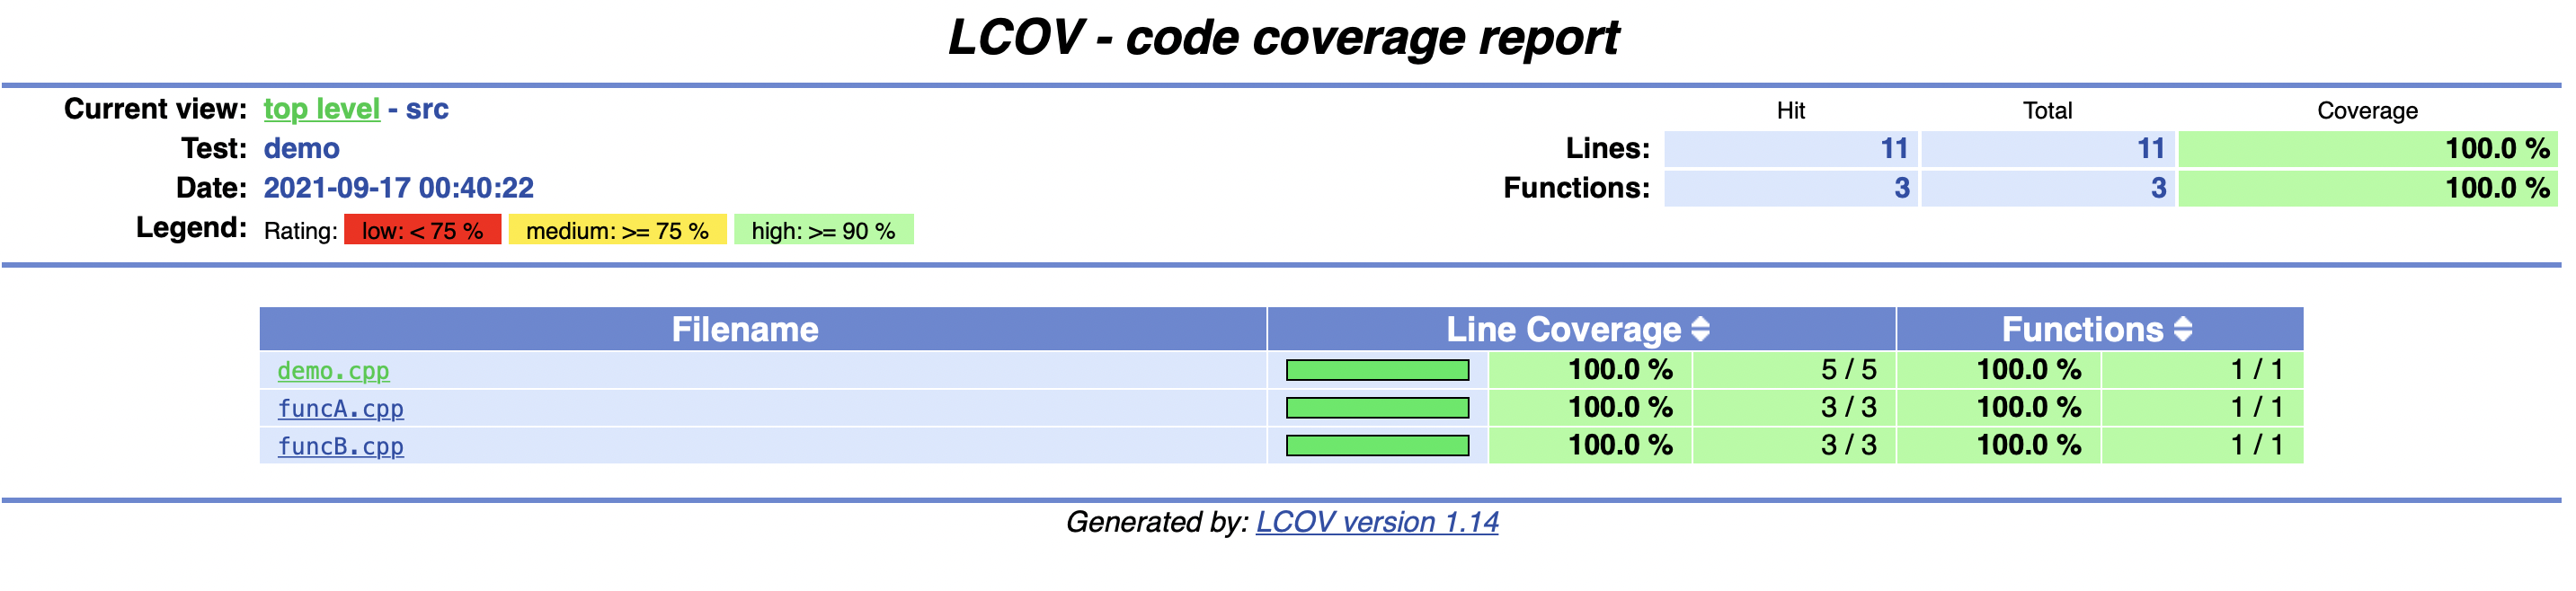 LCOV - code coverage report
Current view: top level - src
Hit Total Coverage
Test: demo
Lines: 11 11 100.0 %
Date: 2021-09-17 00:40:22
Functions: 3 3 100.0 %
Legend: Rating: low: < 75 % medium: >= 75 % high: >= 90 %
Filename Line Coverage Functions
demo.cpp 100.0 % 5 / 5 100.0 % 1 / 1
funcA.cpp 100.0 % 3 / 3 100.0 % 1 / 1
funcB.cpp 100.0 % 3 / 3 100.0 % 1 / 1
Generated by: LCOV version 1.14